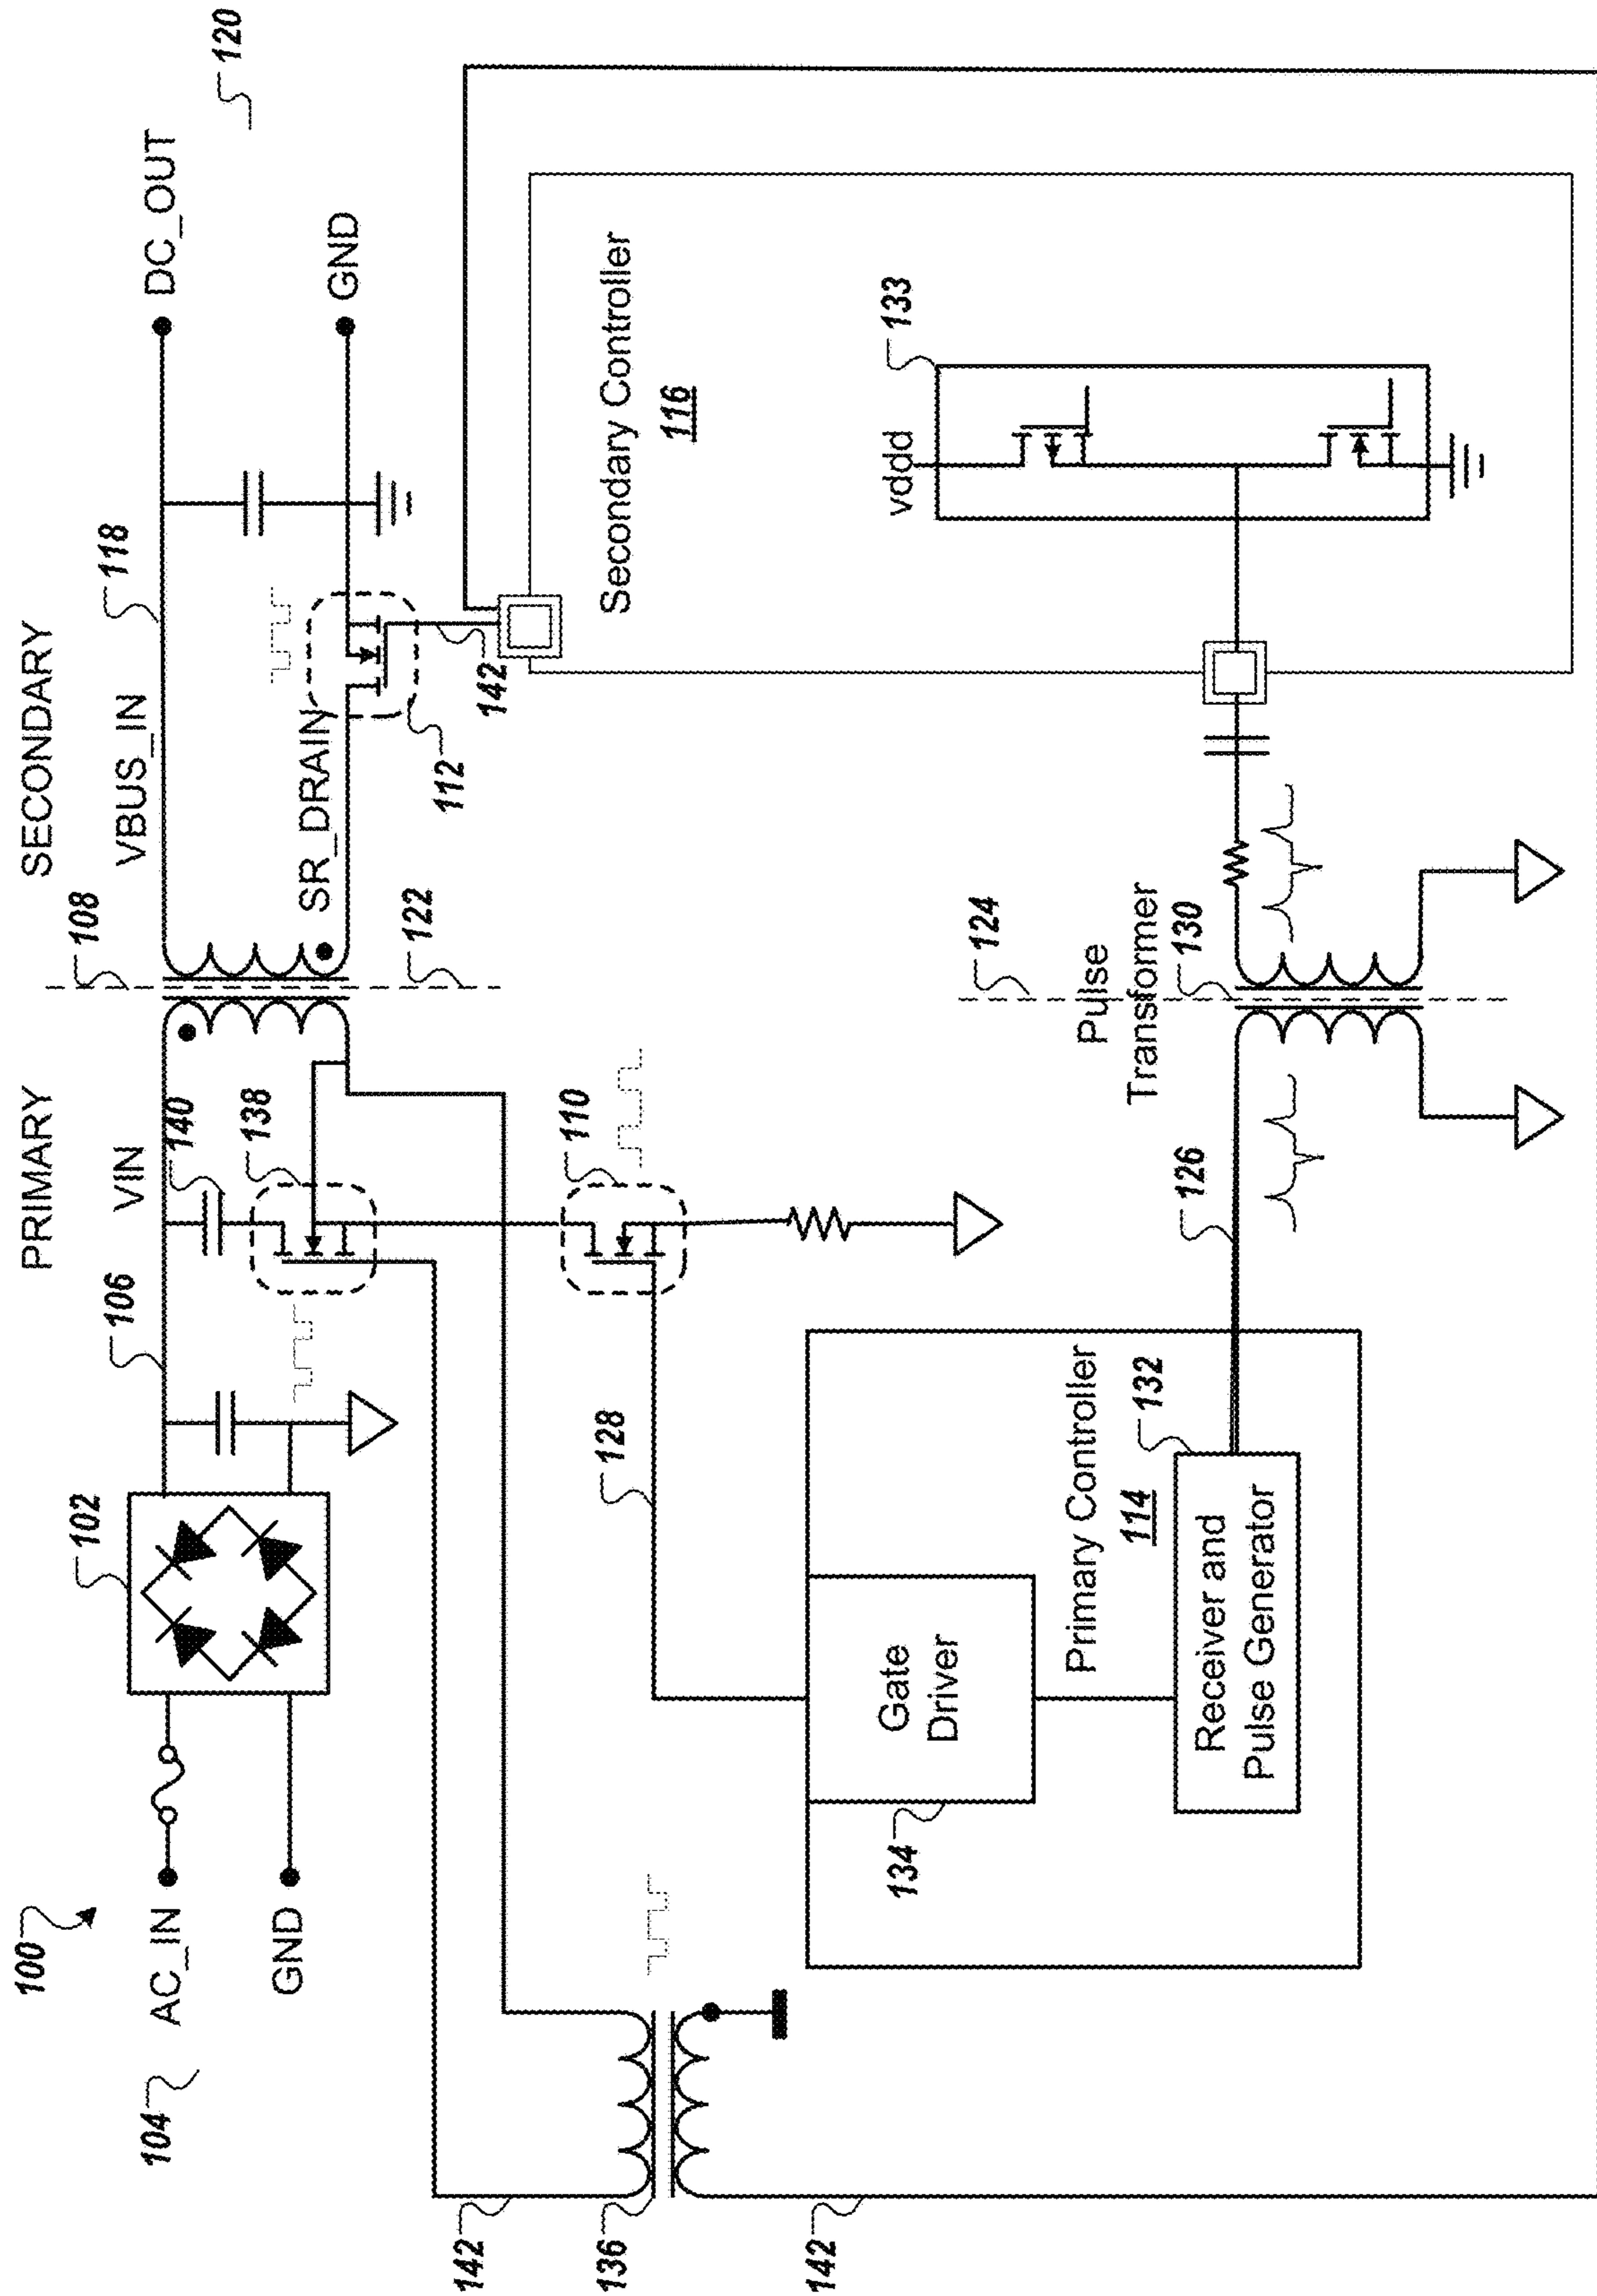 100
104
AC_IN
GND
102
106
PRIMARY
VIN
140
138
108
SECONDARY
VBUS_IN
118
SR_DRAIN
122
112
142
DC_OUT
GND
120
110
128
142
136
142
134
Gate
Driver
Primary Controller
114
132
Receiver and
Pulse Generator
126
124
Pulse
Transformer
130
Secondary Controller
116
133
vddd